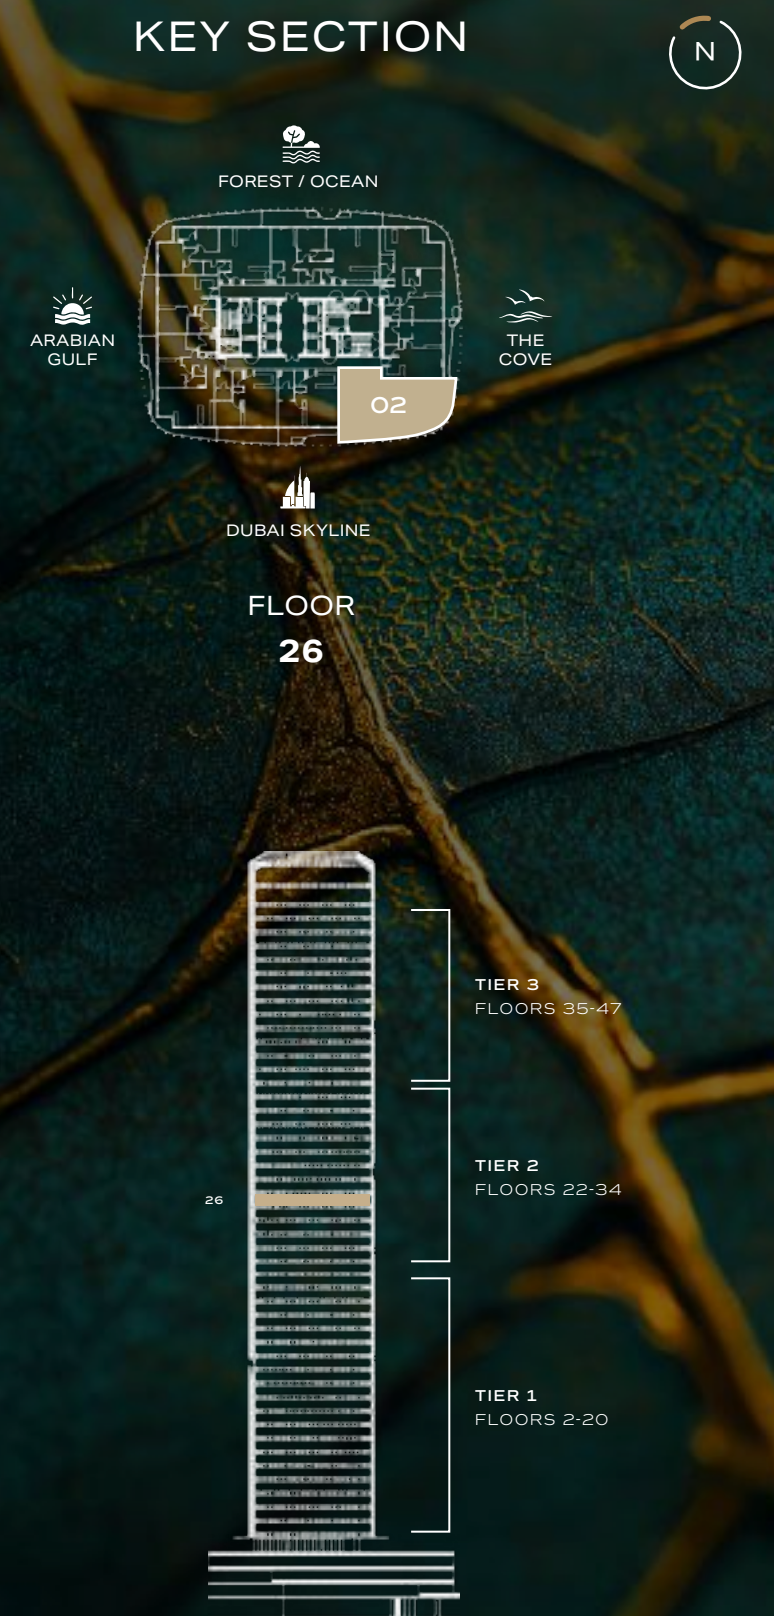 KEY SECTION
N
FOREST / OCEAN
ARABIAN
GULF
THE
COVE
02
DUBAI SKYLINE
FLOOR
26
TIER 3
FLOORS 35-47
TIER 2
FLOORS 22-34
26
TIER 1
FLOORS 2-20